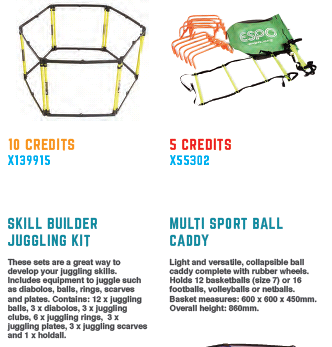 ESPO
10 CREDITS
X139915
5 CREDITS
X55302
SKILL BUILDER
JUGGLING KIT
These sets are a great way to
develop your juggling skills.
Includes equipment to juggle such
as diabolos, balls, rings, scarves
and plates. Contains: 12 x juggling
balls, 3 x diabolos, 3 x juggling
clubs, 6 x juggling rings, 3 x
juggling plates, 3 x juggling scarves
and 1 x holdall.
MULTI SPORT BALL
CADDY
Light and versatile, collapsible ball
caddy complete with rubber wheels.
Holds 12 basketballs (size 7) or 16
footballs, volleyballs or netballs.
Basket measures: 600 x 600 x 450mm.
Overall height: 860mm.